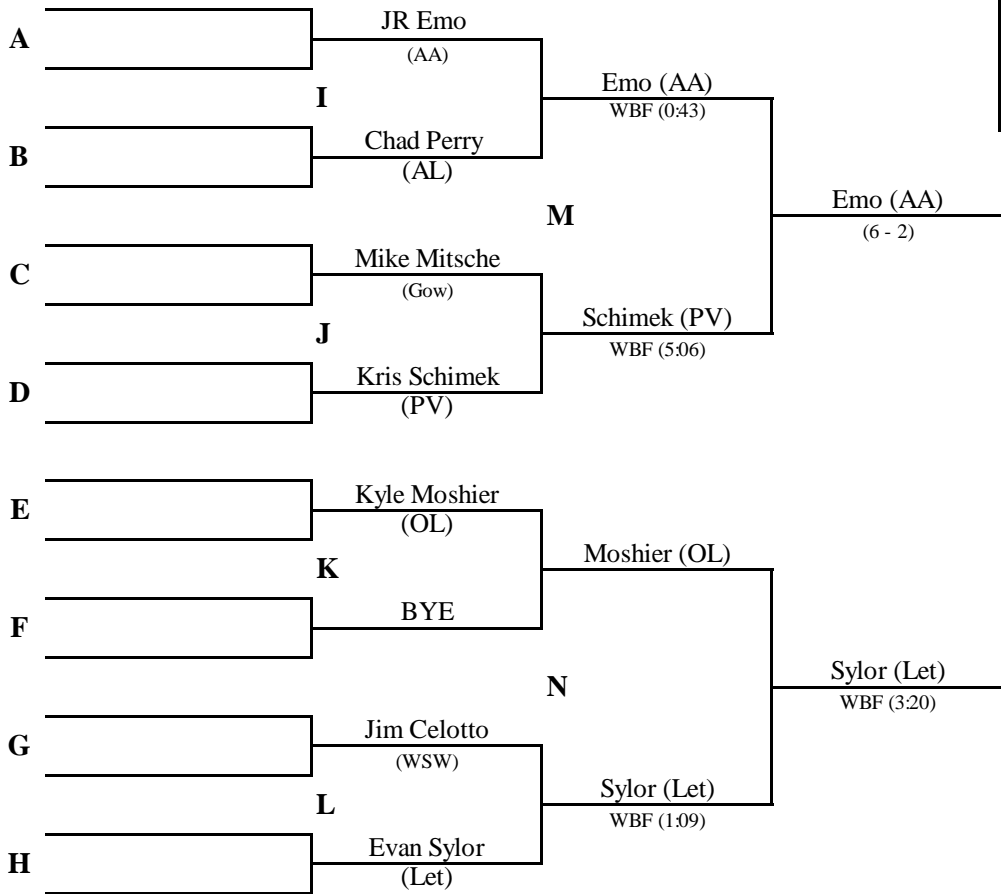 A
JR Emo
(AA)
I
Emo (AA)
WBF (0:43)
B
Chad Perry
(AL)
M
Emo (AA)
(6 - 2)
C
Mike Mitsche
(Gow)
J
Schimek (PV)
WBF (5:06)
D
Kris Schimek
(PV)
E
Kyle Moshier
(OL)
K
Moshier (OL)
F
BYE
N
Sylor (Let)
WBF (3:20)
G
Jim Celotto
(WSW)
L
Sylor (Let)
WBF (1:09)
H
Evan Sylor
(Let)